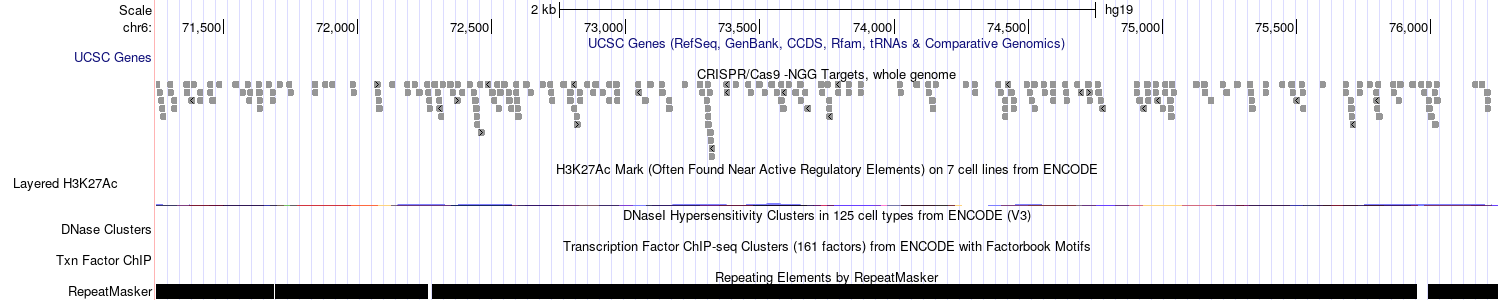 Scale 2 kb hg19
chr6: 71,500 72,000 72,500 73,000 73,500 74,000 74,500 75,000 75,500 76,000
UCSC Genes (RefSeq, GenBank, CCDS, Rfam, tRNAs & Comparative Genomics)
UCSC Genes
CRISPR/Cas9 -NGG Targets, whole genome
H3K27Ac Mark (Often Found Near Active Regulatory Elements) on 7 cell lines from ENCODE
Layered H3K27Ac
DNaseI Hypersensitivity Clusters in 125 cell types from ENCODE (V3)
DNase Clusters
Transcription Factor ChIP-seq Clusters (161 factors) from ENCODE with Factorbook Motifs
Txn Factor ChIP
Repeating Elements by RepeatMasker
RepeatMasker